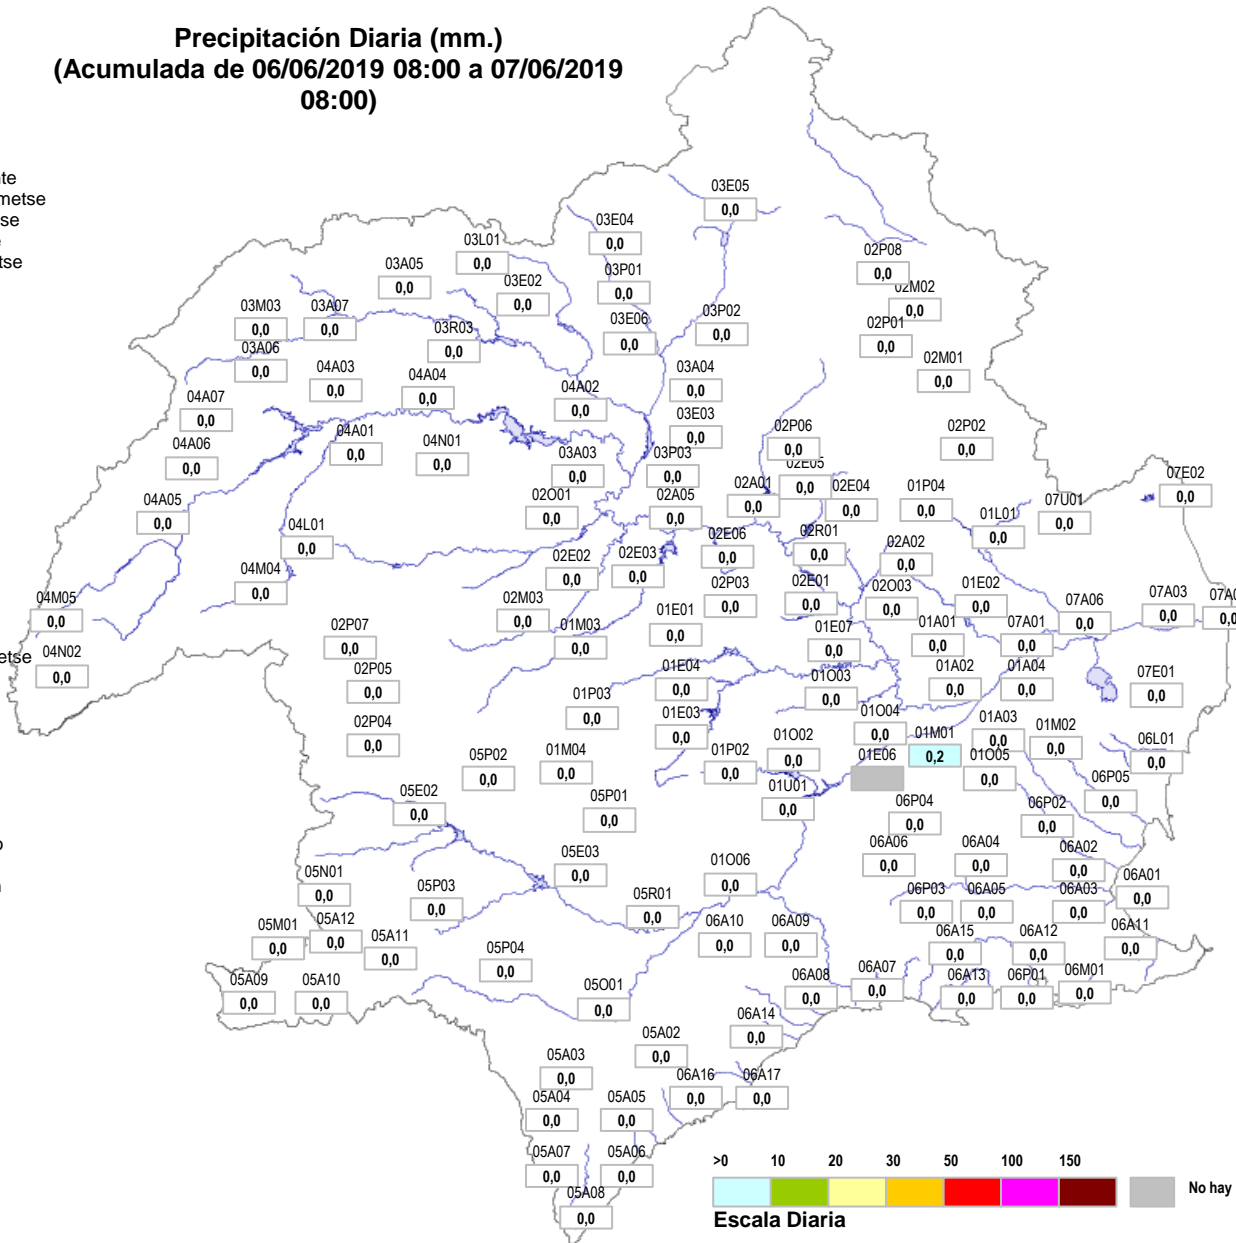 Precipitación Diaria (mm.)
(Acumulada de 06/06/2019 08:00 a 07/06/2019
08:00)
03E05
0,0
03E04
0,0
03L01
0,0
02P08
0,0
03A05
0,0
03P01
0,0
03E02
0,0
02M02
0,0
03M03
0,0
03A07
0,0
03P02
0,0
03E06
0,0
03R03
0,0
02P01
0,0
03A06
0,0
02M01
0,0
04A03
0,0
04A04
0,0
03A04
0,0
04A02
0,0
04A07
0,0
03E03
0,0
04A01
0,0
04N01
0,0
02P06
0,0
02P02
0,0
04A06
0,0
03A03
0,0
03P03
0,0
02E05
0,0
07E02
0,0
02A01
0,0
02E04
0,0
01P04
0,0
04A05
0,0
02O01
0,0
02A05
0,0
07U01
0,0
01L01
0,0
04L01
0,0
02E06
0,0
02R01
0,0
02A02
0,0
02E02
0,0
02E03
0,0
04M04
0,0
02P03
0,0
02E01
0,0
02O03
0,0
01E02
0,0
04M05
0,0
02M03
0,0
01E01
0,0
07A06
0,0
07A03
0,0
07A0
0,0
02P07
0,0
01M03
0,0
01E07
0,0
01A01
0,0
07A01
0,0
04N02
0,0
02P05
0,0
01E04
0,0
01O03
0,0
01A02
0,0
01A04
0,0
07E01
0,0
01P03
0,0
01E03
0,0
01O04
0,0
01A03
0,0
01M02
0,0
02P04
0,0
01M01
0,2
06L01
0,0
05P02
0,0
01M04
0,0
01P02
0,0
01O02
0,0
01E06
01O05
0,0
05E02
0,0
05P01
0,0
01U01
0,0
06P05
0,0
06P04
0,0
06P02
0,0
05E03
0,0
01O06
0,0
06A06
0,0
06A04
0,0
06A02
0,0
05N01
0,0
05P03
0,0
05R01
0,0
06P03
0,0
06A05
0,0
06A03
0,0
06A01
0,0
05M01
0,0
05A12
0,0
05A11
0,0
06A10
0,0
06A09
0,0
06A15
0,0
06A12
0,0
06A11
0,0
05P04
0,0
05A09
0,0
05A10
0,0
05O01
0,0
06A08
0,0
06A07
0,0
06A13
0,0
06P01
0,0
06M01
0,0
05A02
0,0
06A14
0,0
05A03
0,0
06A16
0,0
06A17
0,0
05A04
0,0
05A05
0,0
05A07
0,0
05A06
0,0
05A08
0,0
>0 10 20 30 50 100 150
No hay
Escala Diaria